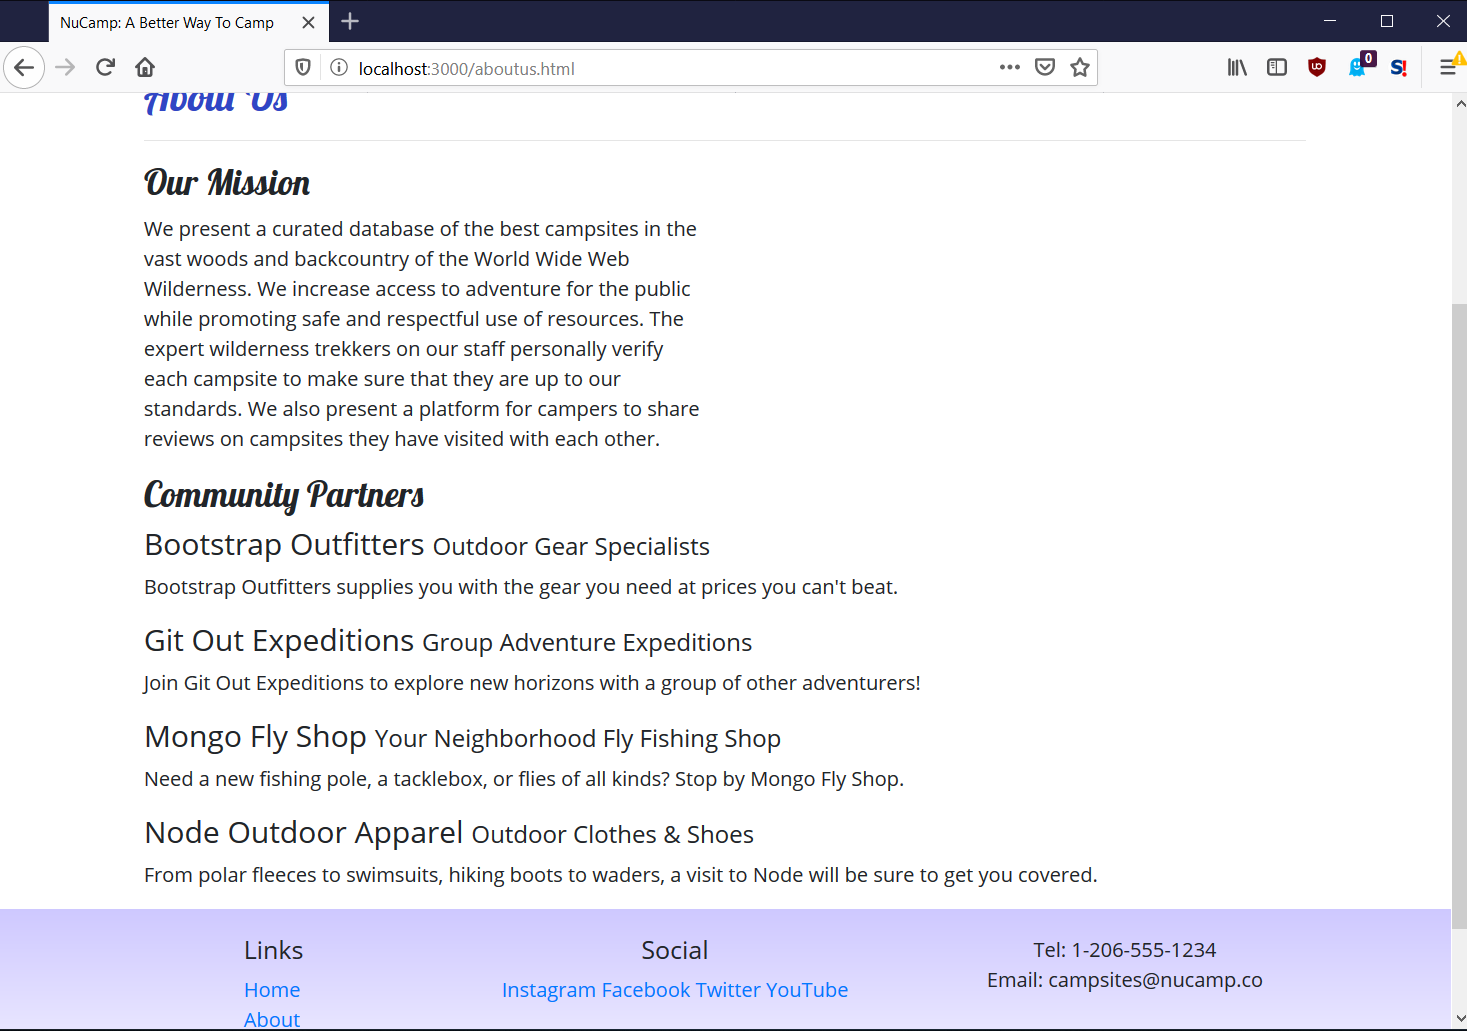 NuCamp: A Better Way To Camp
localhost:3000/aboutus.html
0
S!
About Us
Our Mission
We present a curated database of the best campsites in the
vast woods and backcountry of the World Wide Web
Wilderness. We increase access to adventure for the public
while promoting safe and respectful use of resources. The
expert wilderness trekkers on our staff personally verify
each campsite to make sure that they are up to our
standards. We also present a platform for campers to share
reviews on campsites they have visited with each other.
Community Partners
Bootstrap Outfitters Outdoor Gear Specialists
Bootstrap Outfitters supplies you with the gear you need at prices you can't beat.
Git Out Expeditions Group Adventure Expeditions
Join Git Out Expeditions to explore new horizons with a group of other adventurers!
Mongo Fly Shop Your Neighborhood Fly Fishing Shop
Need a new fishing pole, a tacklebox, or flies of all kinds? Stop by Mongo Fly Shop.
Node Outdoor Apparel Outdoor Clothes & Shoes
From polar fleeces to swimsuits, hiking boots to waders, a visit to Node will be sure to get you covered.
Links
Home
About
Social
Instagram Facebook Twitter YouTube
Tel: 1-206-555-1234
Email: campsites@nucamp.co